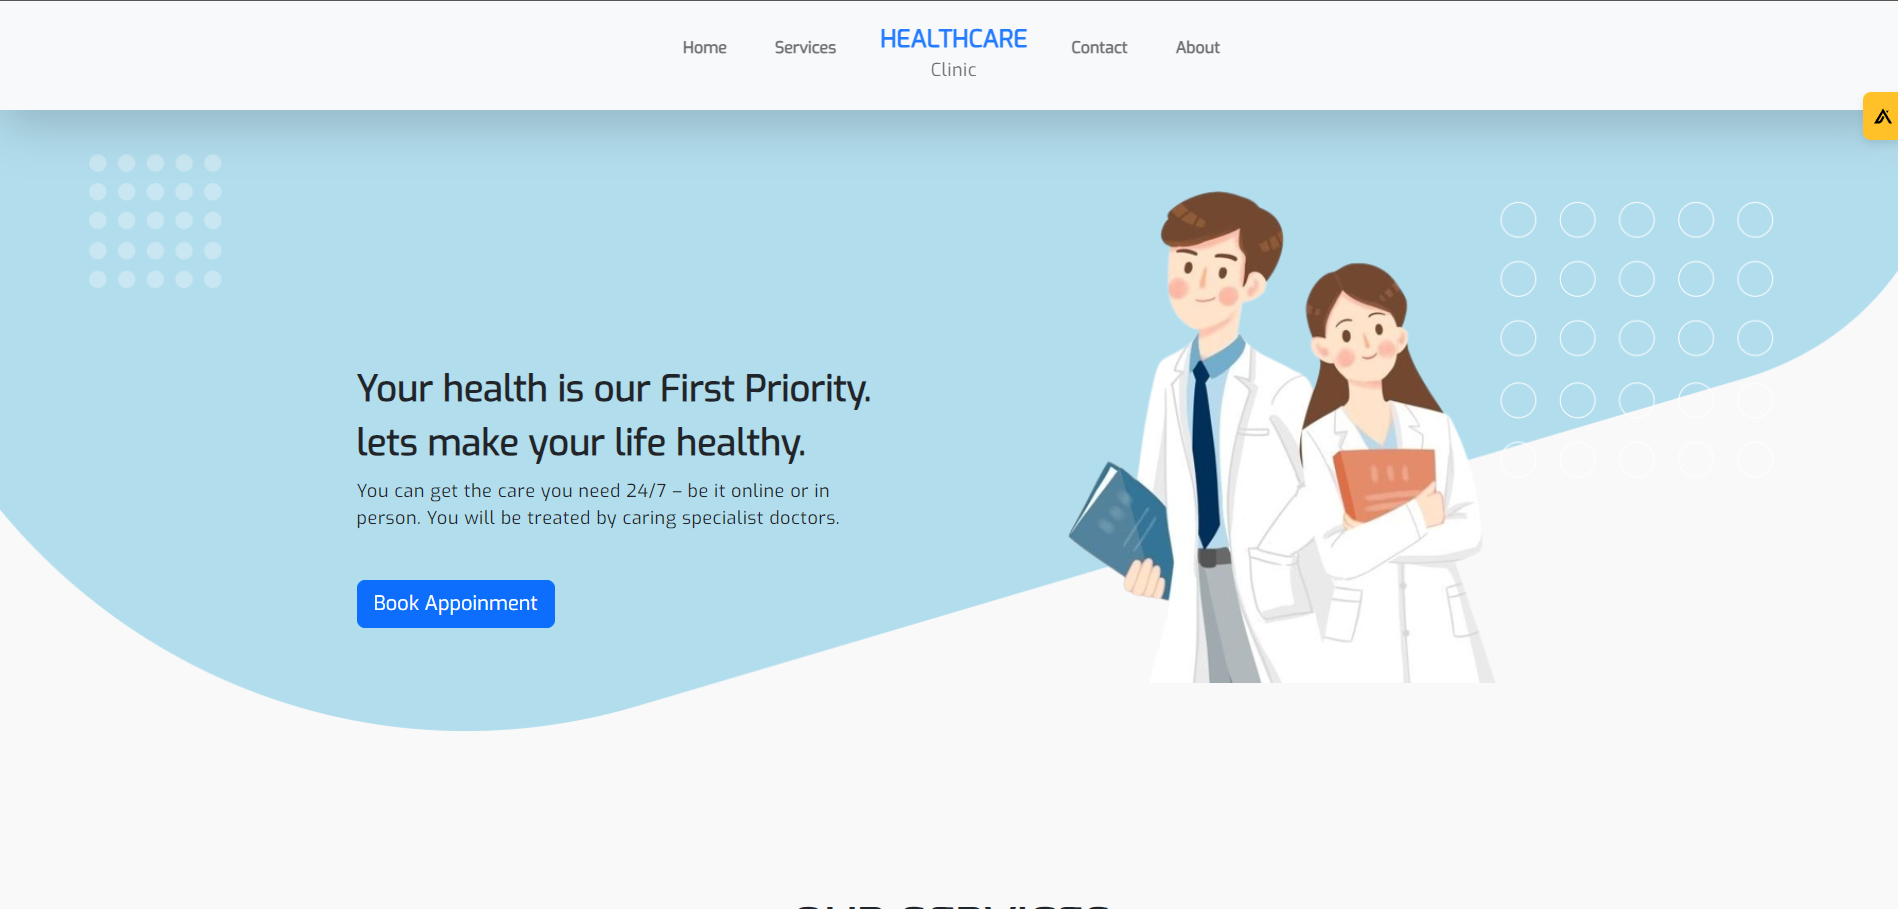 Home Services HEALTHCARE Contact About
Clinic
Your health is our First Priority.
lets make your life healthy.
You can get the care you need 24/7 – be it online or in
person. You will be treated by caring specialist doctors.
Book Appoinment
OUR SERVICES